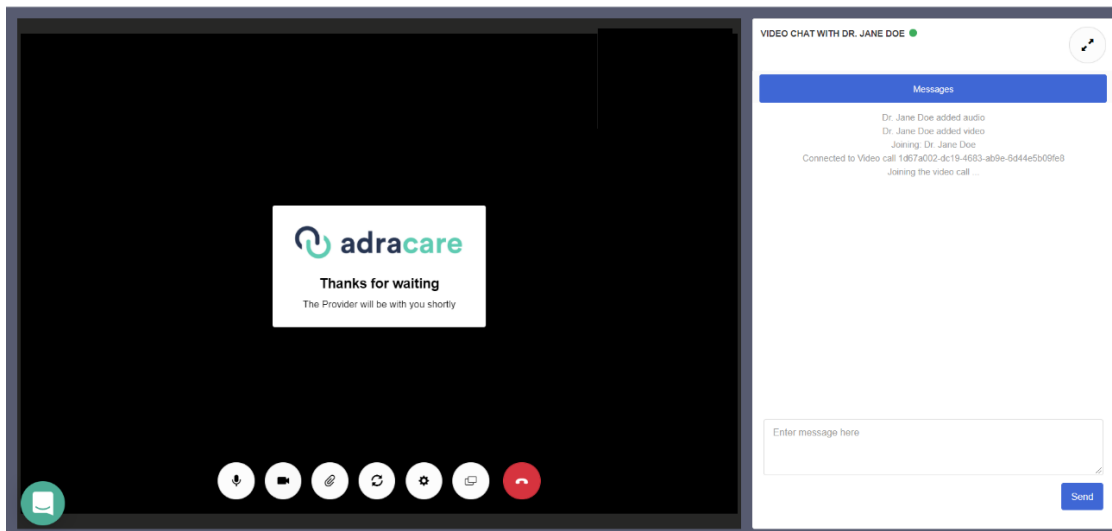 adracare
Thanks for waiting
The Provider will be with you shortly
VIDEO CHAT WITH DR. JANE DOE
Messages
Dr. Jane Doe added audio
Dr. Jane Doe added video
Joining: Dr. Jane Doe
Connected to Video call 1d67a002-dc19-4683-ab9e-8d44e5b09fe8
Joining the video call ...
Enter message here
Send